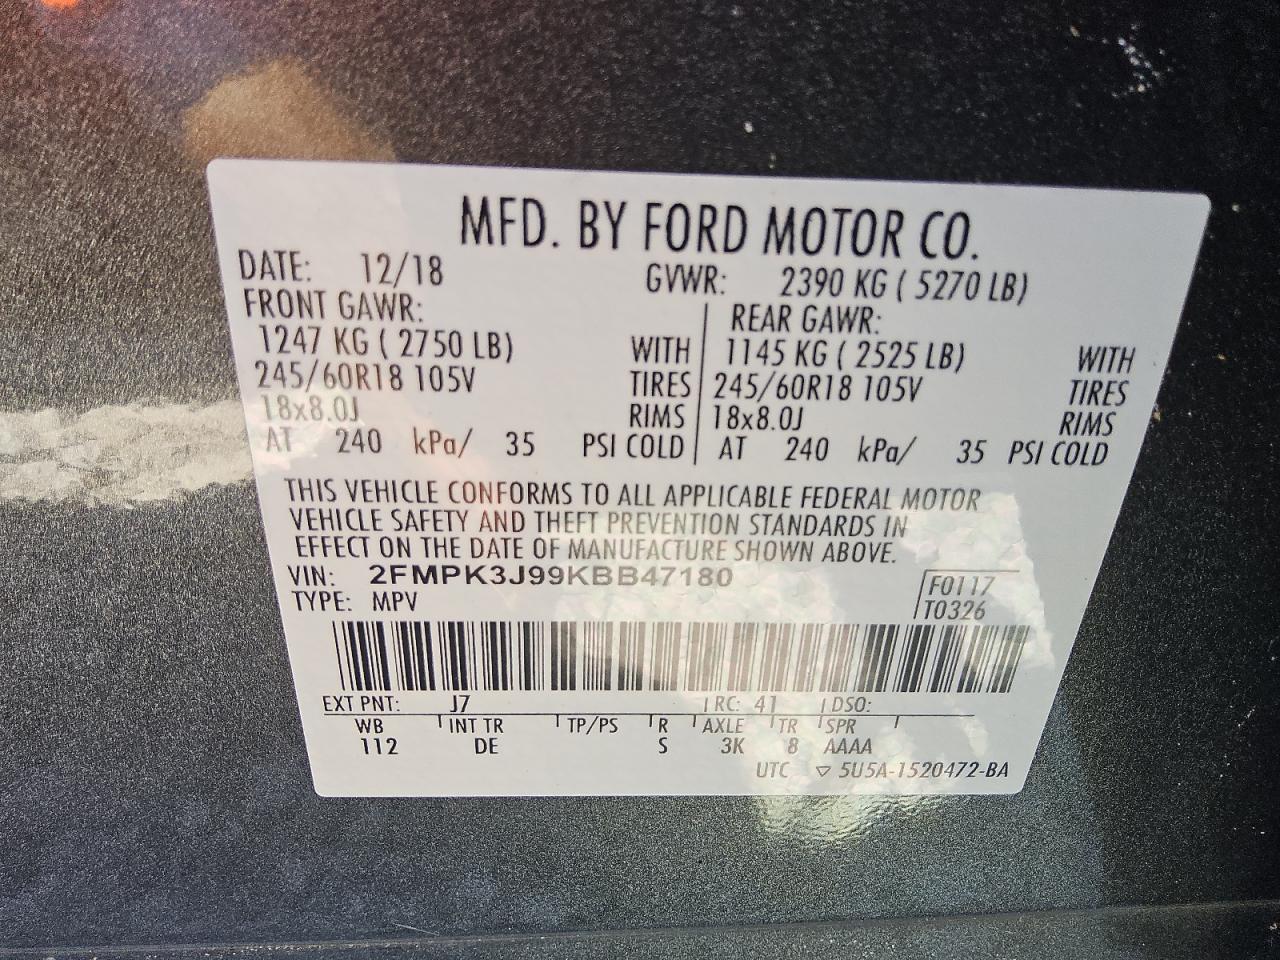 MFD. BY FORD MOTOR CO.
DATE: 12/18 GVWR: 2390 KG ( 5270 LB)
FRONT GAWR: REAR GAWR:
1247 KG ( 2750 LB) WITH 1145 KG ( 2525 LB) WITH
245/60R18 105V TIRES 245/60R18 105V TIRES
18x8.0J RIMS 18x8.0J RIMS
AT 240 kPa/ 35 PSI COLD AT 240 kPa/ 35 PSI COLD
THIS VEHICLE CONFORMS TO ALL APPLICABLE FEDERAL MOTOR
VEHICLE SAFETY AND THEFT PREVENTION STANDARDS IN
EFFECT ON THE DATE OF MANUFACTURE SHOWN ABOVE.
VIN: 2FMPK3J99KBB47180 F0117
TYPE: MPV T0326
EXT PNT: J7 RC: 41 DSO:
WB INT TR TP/PS R AXLE TR SPR
112 DE S 3K 8 AAAA
UTC ▽ 5U5A-1520472-BA